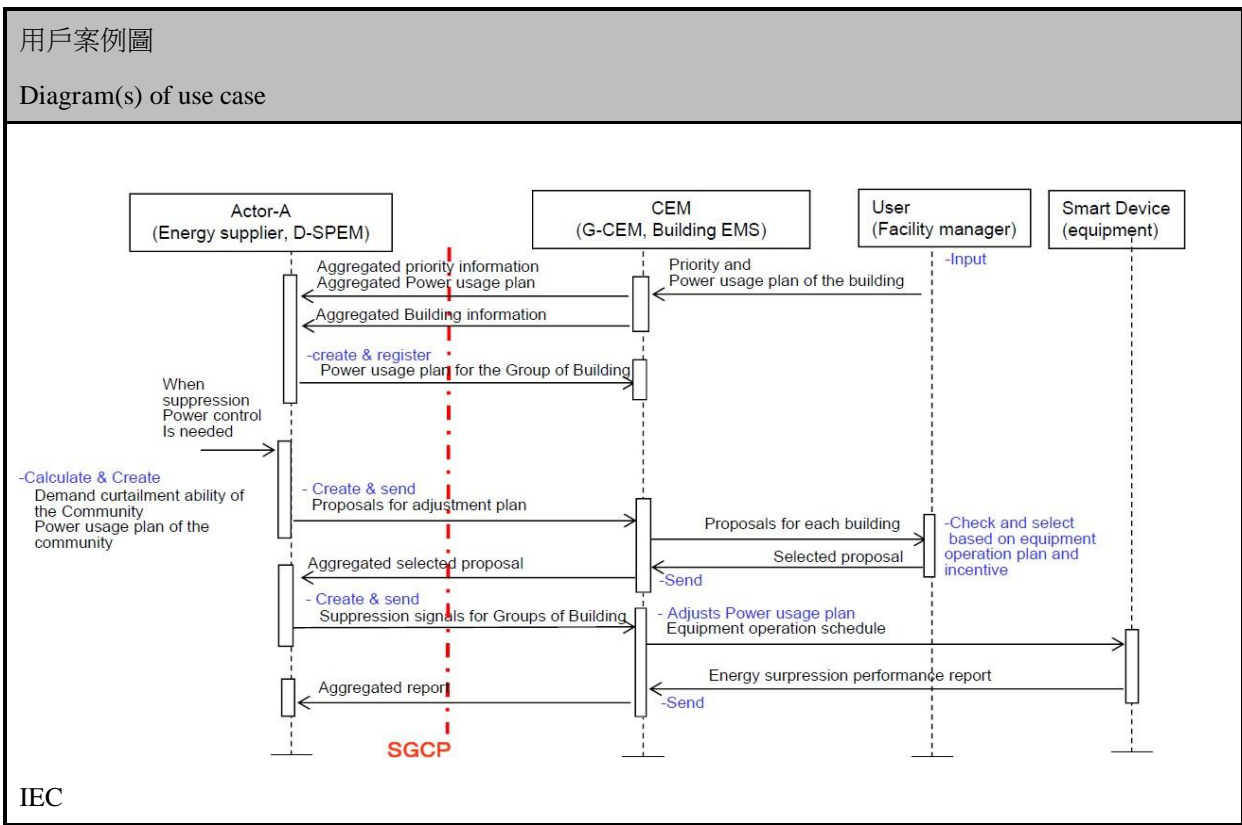 用戶案例圖
Diagram(s) of use case
Actor-A
(Energy supplier, D-SPEM)
CEM
(G-CEM, Building EMS)
User
(Facility manager)
Smart Device
(equipment)
-Input
Aggregated priority information
Aggregated Power usage plan
Priority and
Power usage plan of the building
Aggregated Building information
-create & register
Power usage plan for the Group of Building
When
suppression
Power control
Is needed
-Calculate & Create
Demand curtailment ability of
the Community
Power usage plan of the
community
- Create & send
Proposals for adjustment plan
Proposals for each building
-Check and select
based on equipment
operation plan and
incentive
Selected proposal
Aggregated selected proposal
-Send
- Create & send
Suppression signals for Groups of Building
- Adjusts Power usage plan
Equipment operation schedule
Energy surpression performance report
Aggregated report
-Send
SGCP
IEC